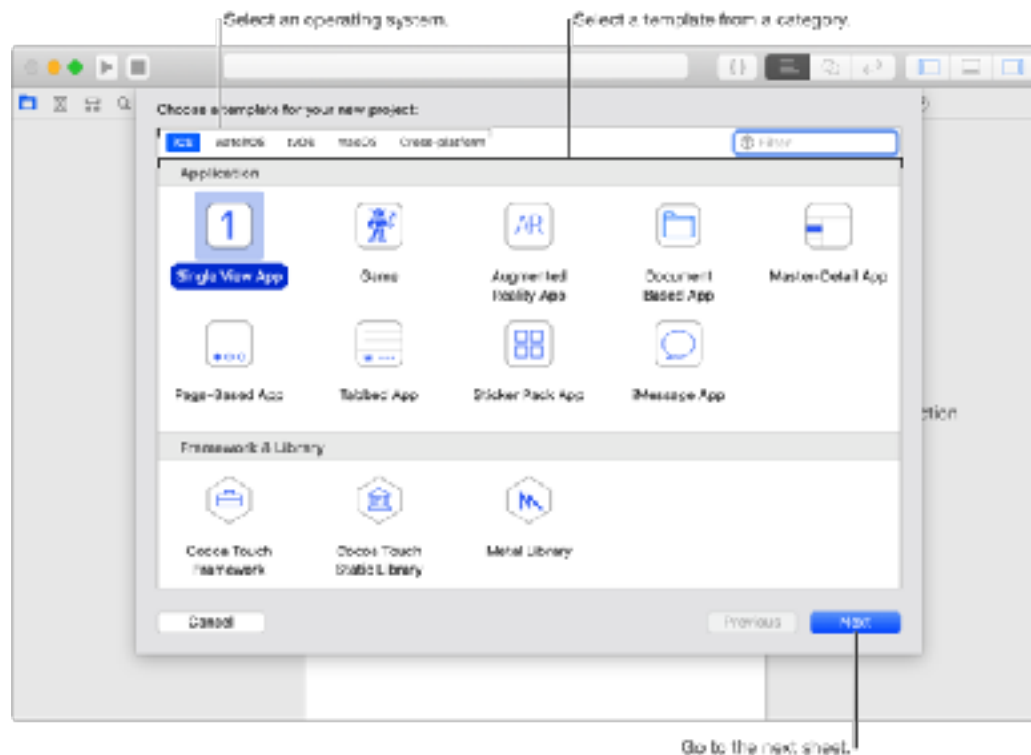 Select an operating system.
Select a template from a category.
Choose a template for your new project:
iOS watchOS tvOS macOS Cross-platform
Filter
Application
1
AR
Single View App
Game
Augmented
Reality App
Document
Based App
Master-Detail App
Page-Based App
Tabbed App
Sticker Pack App
iMessage App
ction
Framework & Library
Cocoa Touch
Framework
Cocoa Touch
Static Library
Metal Library
Cancel
Previous
Next
Go to the next sheet.